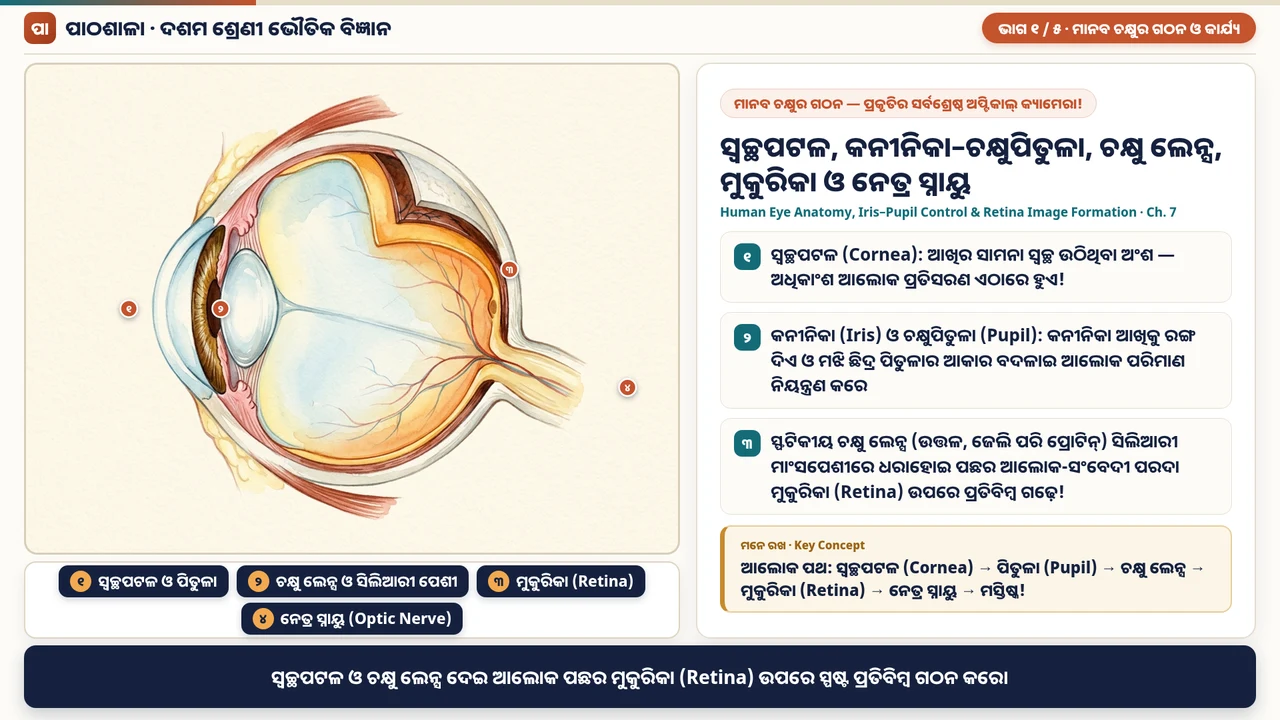 ପା ପାଠଶାଳା · ଦଶମ ଶ୍ରେଣୀ ଭୌତିକ ବିଜ୍ଞାନ
ଭାଗ ୧ / ୫ · ମାନବ ଚକ୍ଷୁର ଗଠନ ଓ କାର୍ଯ୍ୟ
୧
୨
୩
୪
୧ ସ୍ୱଚ୍ଛପଟଳ ଓ ପିତୁଳା
୨ ଚକ୍ଷୁ ଲେନ୍ସ ଓ ସିଲିଆରୀ ପେଶୀ
୩ ମୁକୁରିକା (Retina)
୪ ନେତ୍ର ସ୍ନାୟୁ (Optic Nerve)
ମାନବ ଚକ୍ଷୁର ଗଠନ — ପ୍ରକୃତିର ସର୍ବଶ୍ରେଷ୍ଠ ଅପ୍ଟିକାଲ୍ କ୍ୟାମେରା!
ସ୍ୱଚ୍ଛପଟଳ, କନୀନିକା-ଚକ୍ଷୁପିତୁଳା, ଚକ୍ଷୁ ଲେନ୍ସ,
ମୁକୁରିକା ଓ ନେତ୍ର ସ୍ନାୟୁ
Human Eye Anatomy, Iris–Pupil Control & Retina Image Formation · Ch. 7
୧ ସ୍ୱଚ୍ଛପଟଳ (Cornea): ଆଖିର ସାମନା ସ୍ୱଚ୍ଛ ଉଠିଥିବା ଅଂଶ —
ଅଧିକାଂଶ ଆଲୋକ ପ୍ରତିସରଣ ଏଠାରେ ହୁଏ!
୨ କନୀନିକା (Iris) ଓ ଚକ୍ଷୁପିତୁଳା (Pupil): କନୀନିକା ଆଖିକୁ ରଙ୍ଗ
ଦିଏ ଓ ମଝି ଛିଦ୍ର ପିତୁଳାର ଆକାର ବଦଳାଇ ଆଲୋକ ପରିମାଣ
ନିୟନ୍ତ୍ରଣ କରେ
୩ ସ୍ଫଟିକୀୟ ଚକ୍ଷୁ ଲେନ୍ସ (ଉତ୍ତଳ, ଜେଲି ପରି ପ୍ରୋଟିନ୍) ସିଲିଆରୀ
ମାଂସପେଶୀରେ ଧରାହୋଇ ପଛର ଆଲୋକ-ସଂବେଦୀ ପରଦା
ମୁକୁରିକା (Retina) ଉପରେ ପ୍ରତିବିମ୍ବ ଗଢ଼େ!
ମନେ ରଖ · Key Concept
ଆଲୋକ ପଥ: ସ୍ୱଚ୍ଛପଟଳ (Cornea) → ପିତୁଳା (Pupil) → ଚକ୍ଷୁ ଲେନ୍ସ →
ମୁକୁରିକା (Retina) → ନେତ୍ର ସ୍ନାୟୁ → ମସ୍ତିଷ୍କ!
ସ୍ୱଚ୍ଛପଟଳ ଓ ଚକ୍ଷୁ ଲେନ୍ସ ଦେଇ ଆଲୋକ ପଛର ମୁକୁରିକା (Retina) ଉପରେ ସ୍ପଷ୍ଟ ପ୍ରତିବିମ୍ବ ଗଠନ କରେ।